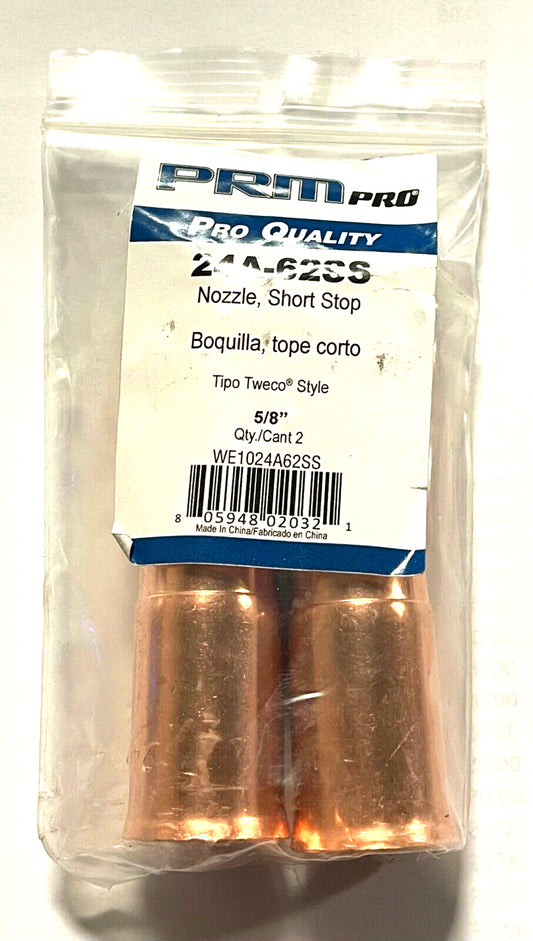 PRM PRO®
PRO QUALITY
24A-62SS
Nozzle, Short Stop
Boquilla, tope corto
Tipo Tweco® Style
5/8”
Qty./Cant 2
WE1024A62SS
8 05948 02032 1
Made In China/Fabricado en China